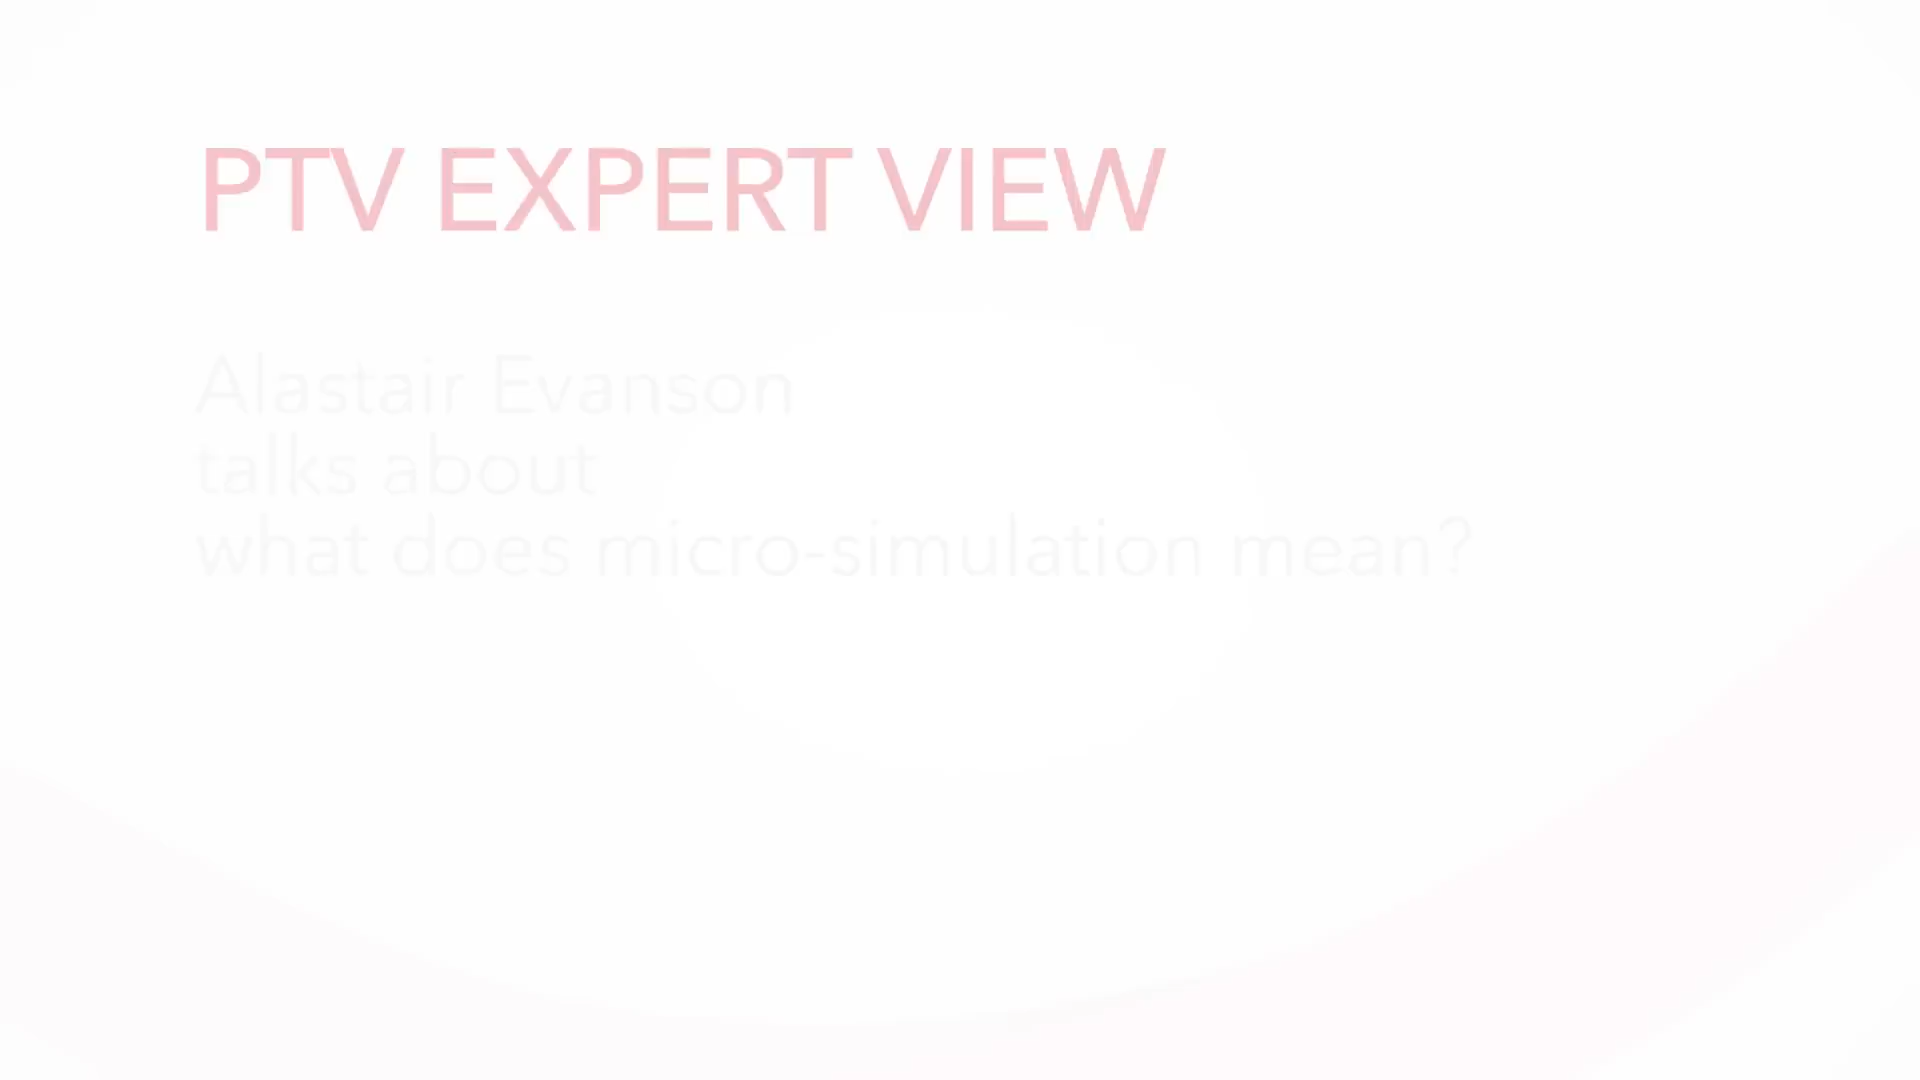 PTV EXPERT VIEW
Alastair Evanson
talks about
what does micro-simulation mean?